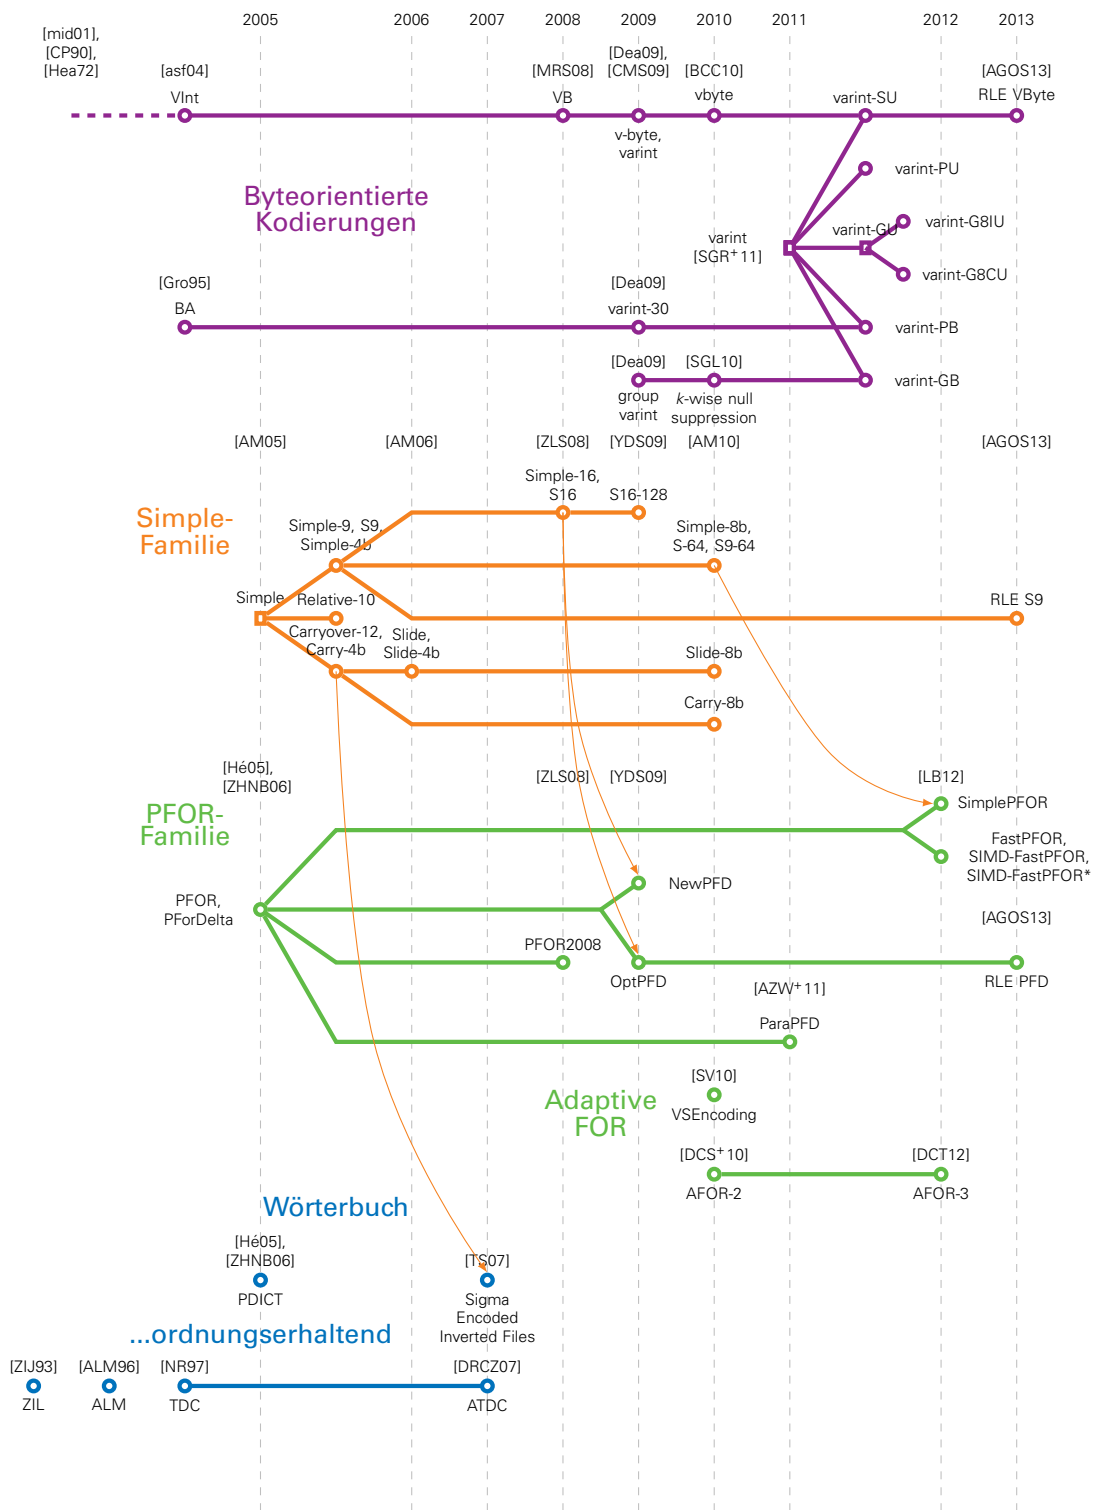 2005 2006 2007 2008 2009 2010 2011 2012 2013
[mid01],
[CP90],
[Hea72]
[asf04]
VInt
[MRS08]
VB
[Dea09],
[CMS09]
v-byte,
varint
[BCC10]
vbyte
varint-SU
[AGOS13]
RLE VByte
Byteorientierte
Kodierungen
varint-PU
varint
[SGR+11]
varint-GU
varint-G8IU
varint-G8CU
[Gro95]
BA
[Dea09]
varint-30
varint-PB
[Dea09]
group
varint
[SGL10]
k-wise null
suppression
varint-GB
[AM05] [AM06] [ZLS08] [YDS09] [AM10] [AGOS13]
Simple-
Familie
Simple-16,
S16
S16-128
Simple-9, S9,
Simple-4b
Simple-8b,
S-64, S9-64
Simple
Relative-10
RLE S9
Carryover-12,
Carry-4b
Slide,
Slide-4b
Slide-8b
Carry-8b
[Hé05],
[ZHNB06]
[ZLS08] [YDS09] [LB12]
PFOR-
Familie
SimplePFOR
FastPFOR,
SIMD-FastPFOR,
SIMD-FastPFOR*
PFOR,
PForDelta
NewPFD
[AGOS13]
PFOR2008
OptPFD
RLE PFD
[AZW+11]
ParaPFD
Adaptive
FOR
[SV10]
VSEncoding
[DCS+10]
AFOR-2
[DCT12]
AFOR-3
Wörterbuch
[Hé05],
[ZHNB06]
PDICT
[TS07]
Sigma
Encoded
Inverted Files
...ordnungserhaltend
[ZIJ93] [ALM96] [NR97] [DRCZ07]
ZIL ALM TDC ATDC